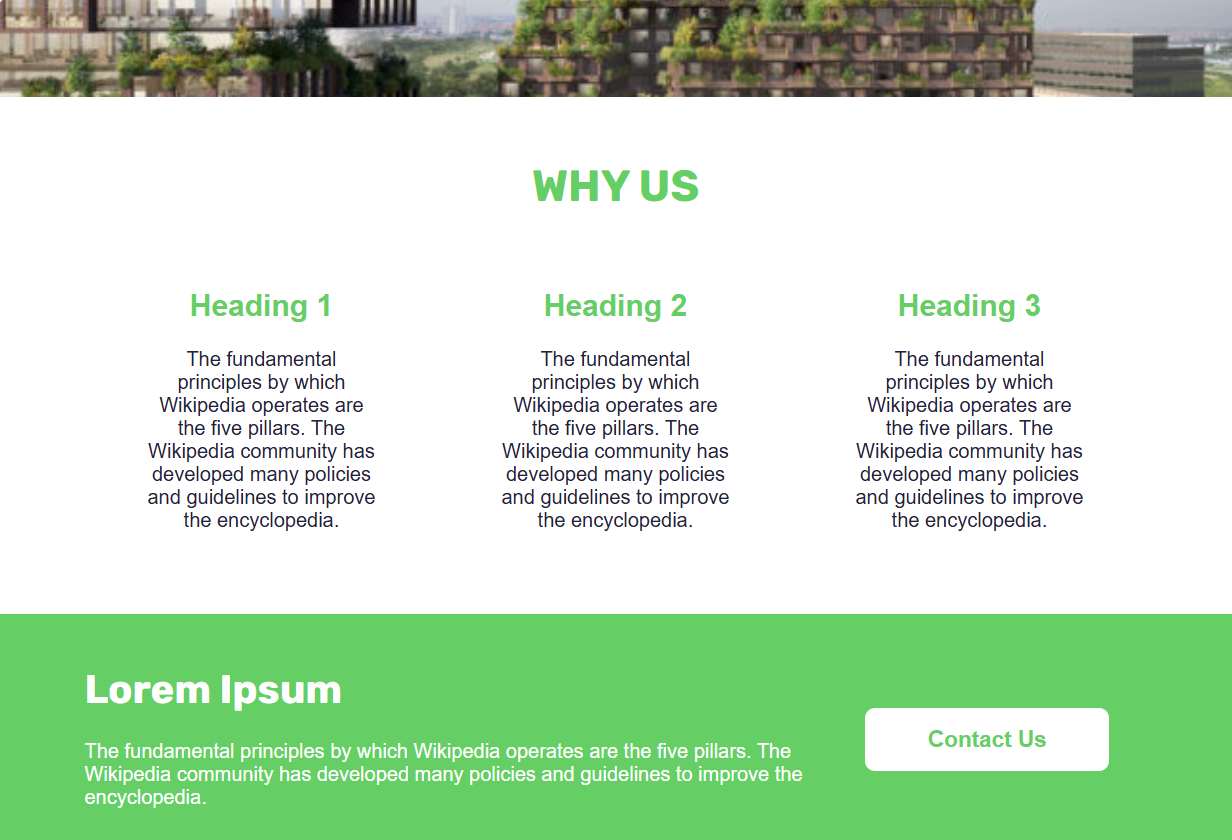 WHY US
Heading 1
The fundamental
principles by which
Wikipedia operates are
the five pillars. The
Wikipedia community has
developed many policies
and guidelines to improve
the encyclopedia.
Heading 2
The fundamental
principles by which
Wikipedia operates are
the five pillars. The
Wikipedia community has
developed many policies
and guidelines to improve
the encyclopedia.
Heading 3
The fundamental
principles by which
Wikipedia operates are
the five pillars. The
Wikipedia community has
developed many policies
and guidelines to improve
the encyclopedia.
Lorem Ipsum
The fundamental principles by which Wikipedia operates are the five pillars. The
Wikipedia community has developed many policies and guidelines to improve the
encyclopedia.
Contact Us